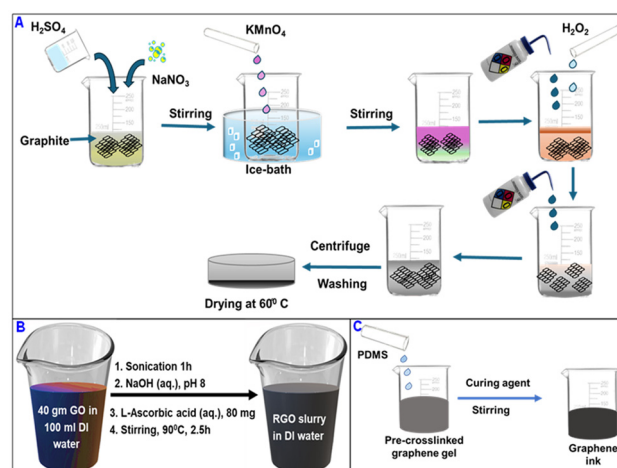 A
H₂SO₄
NaNO₃
Graphite
Stirring
KMnO₄
Ice-bath
Stirring
H₂O₂
Centrifuge
Washing
Drying at 60⁰ C
B
40 gm GO in
100 ml DI
water
1. Sonication 1h
2. NaOH (aq.), pH 8
3. L-Ascorbic acid (aq.), 80 mg
4. Stirring, 90⁰C, 2.5h
RGO slurry
in DI water
C
PDMS
Pre-crosslinked
graphene gel
Curing agent
Stirring
Graphene
ink